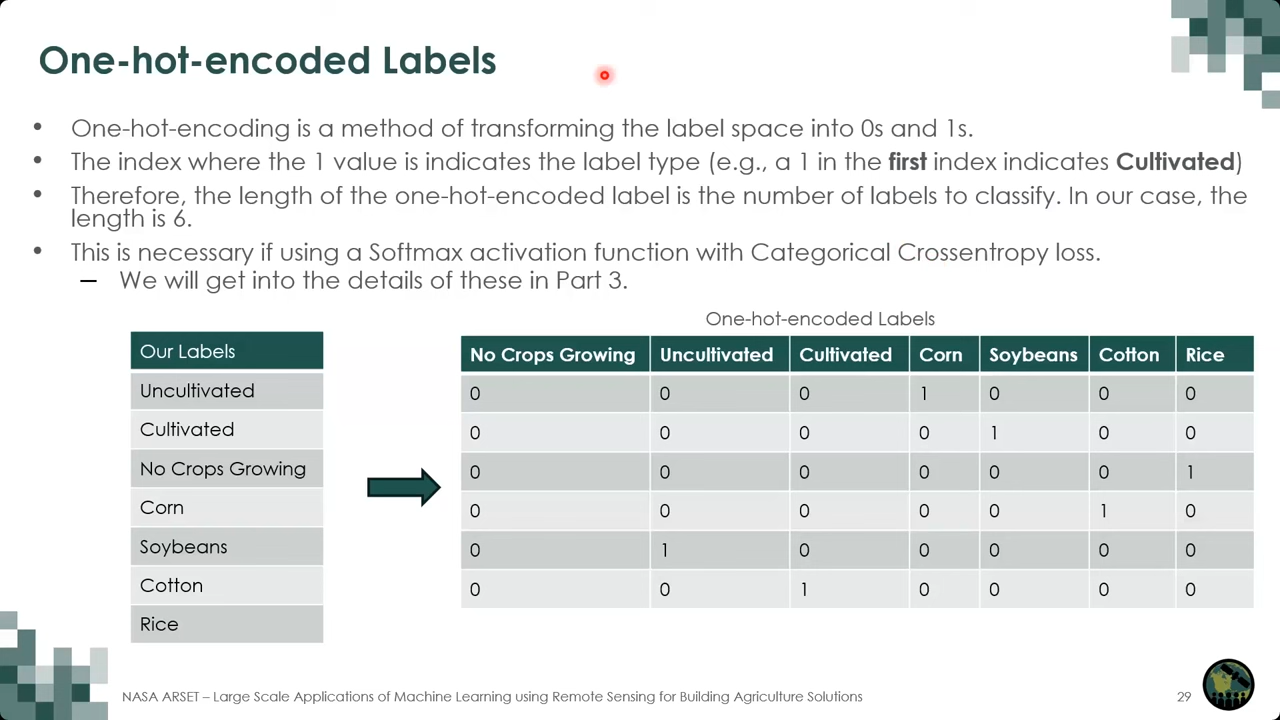 One-hot-encoded Labels
• One-hot-encoding is a method of transforming the label space into 0s and 1s.
• The index where the 1 value is indicates the label type (e.g., a 1 in the first index indicates Cultivated)
• Therefore, the length of the one-hot-encoded label is the number of labels to classify. In our case, the
length is 6.
• This is necessary if using a Softmax activation function with Categorical Crossentropy loss.
– We will get into the details of these in Part 3.
Our Labels
Uncultivated
Cultivated
No Crops Growing
Corn
Soybeans
Cotton
Rice
One-hot-encoded Labels
No Crops Growing Uncultivated Cultivated Corn Soybeans Cotton Rice
0 0 0 1 0 0 0
0 0 0 0 1 0 0
0 0 0 0 0 0 1
0 0 0 0 0 1 0
0 1 0 0 0 0 0
0 0 1 0 0 0 0
NASA ARSET – Large Scale Applications of Machine Learning using Remote Sensing for Building Agriculture Solutions
29